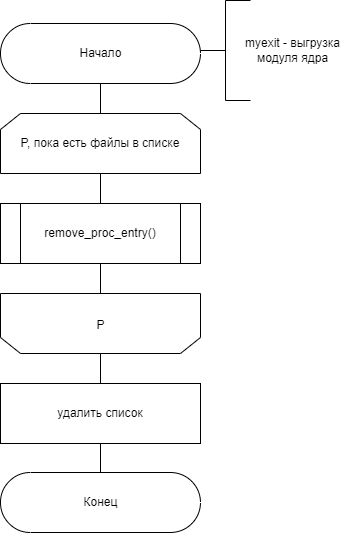 Начало
myexit - выгрузка
модуля ядра
P, пока есть файлы в списке
remove_proc_entry()
P
удалить список
Конец